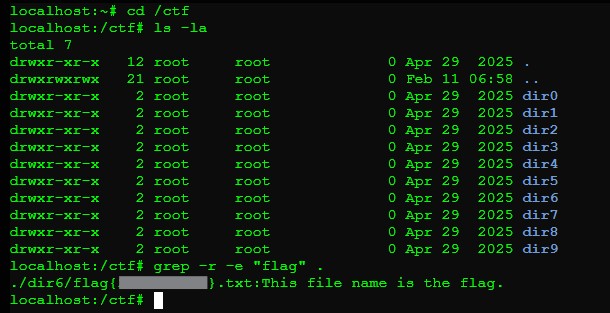 localhost:~# cd /ctf
localhost:/ctf# ls -la
total 7
drwxr-xr-x   12 root     root             0 Apr 29  2025 .
drwxrwxrwx   21 root     root             0 Feb 11 06:58 ..
drwxr-xr-x    2 root     root             0 Apr 29  2025 dir0
drwxr-xr-x    2 root     root             0 Apr 29  2025 dir1
drwxr-xr-x    2 root     root             0 Apr 29  2025 dir2
drwxr-xr-x    2 root     root             0 Apr 29  2025 dir3
drwxr-xr-x    2 root     root             0 Apr 29  2025 dir4
drwxr-xr-x    2 root     root             0 Apr 29  2025 dir5
drwxr-xr-x    2 root     root             0 Apr 29  2025 dir6
drwxr-xr-x    2 root     root             0 Apr 29  2025 dir7
drwxr-xr-x    2 root     root             0 Apr 29  2025 dir8
drwxr-xr-x    2 root     root             0 Apr 29  2025 dir9
localhost:/ctf# grep -r -e "flag" .
./dir6/flag{}.txt:This file name is the flag.
localhost:/ctf#